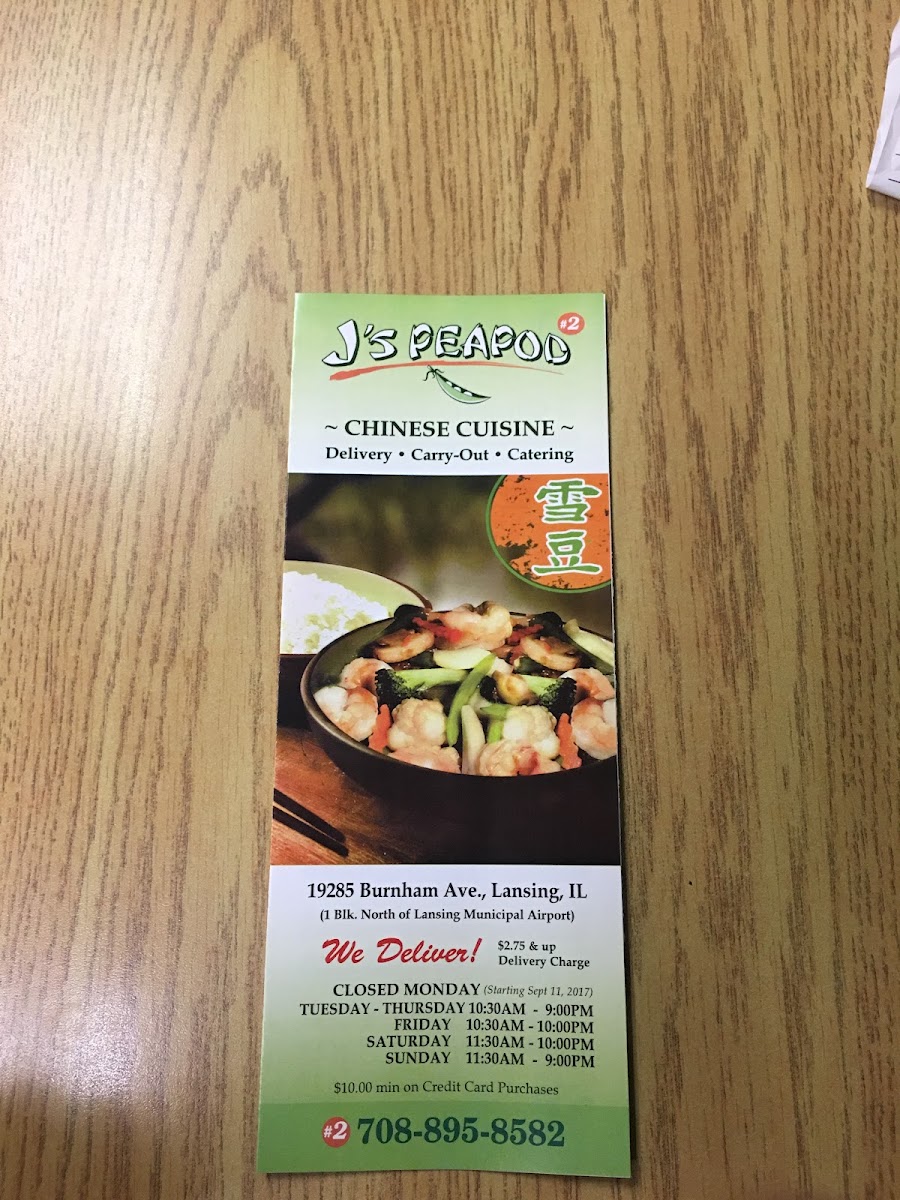 J's PEAPOD #2
~ CHINESE CUISINE ~
Delivery • Carry-Out • Catering
雪
豆
19285 Burnham Ave., Lansing, IL
(1 Blk. North of Lansing Municipal Airport)
We Deliver! $2.75 & up
Delivery Charge
CLOSED MONDAY (Starting Sept 11, 2017)
TUESDAY - THURSDAY 10:30AM - 9:00PM
FRIDAY 10:30AM - 10:00PM
SATURDAY 11:30AM - 10:00PM
SUNDAY 11:30AM - 9:00PM
$10.00 min on Credit Card Purchases
#2 708-895-8582